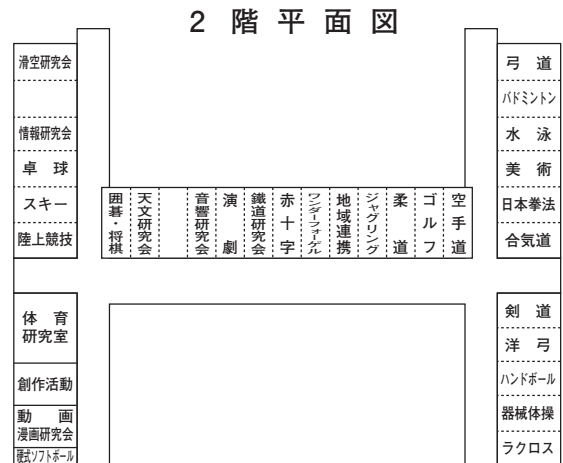 2 階 平 面 図
滑空研究会
情報研究会
卓 球
スキー
陸上競技
囲碁・将棋
天文研究会
音響研究会
演 劇
鐵道研究会
赤十字
ワンダーフォーゲル
地域連携
ジャグリング
柔 道
ゴルフ
空手道
弓 道
バドミントン
水 泳
美 術
日本拳法
合気道
体 育
研究室
創作活動
動 画
漫画研究会
硬式ソフトボール
剣 道
洋 弓
ハンドボール
器械体操
ラクロス